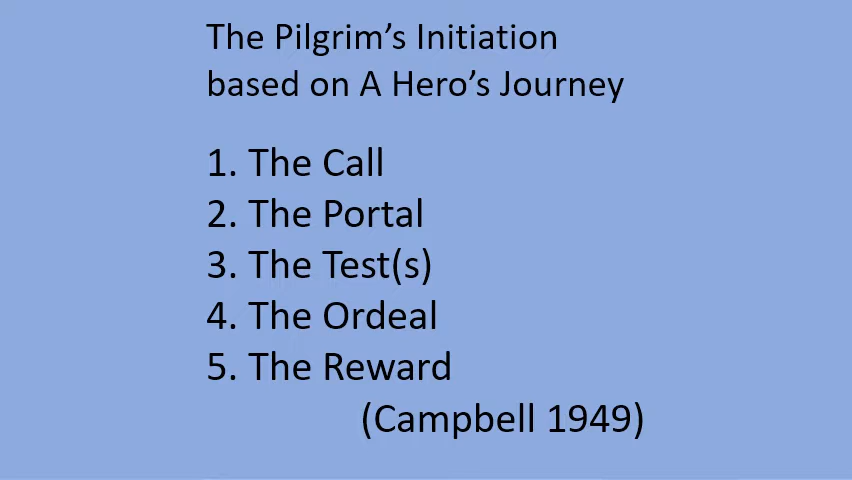 The Pilgrim’s Initiation
based on A Hero’s Journey
1. The Call
2. The Portal
3. The Test(s)
4. The Ordeal
5. The Reward
(Campbell 1949)